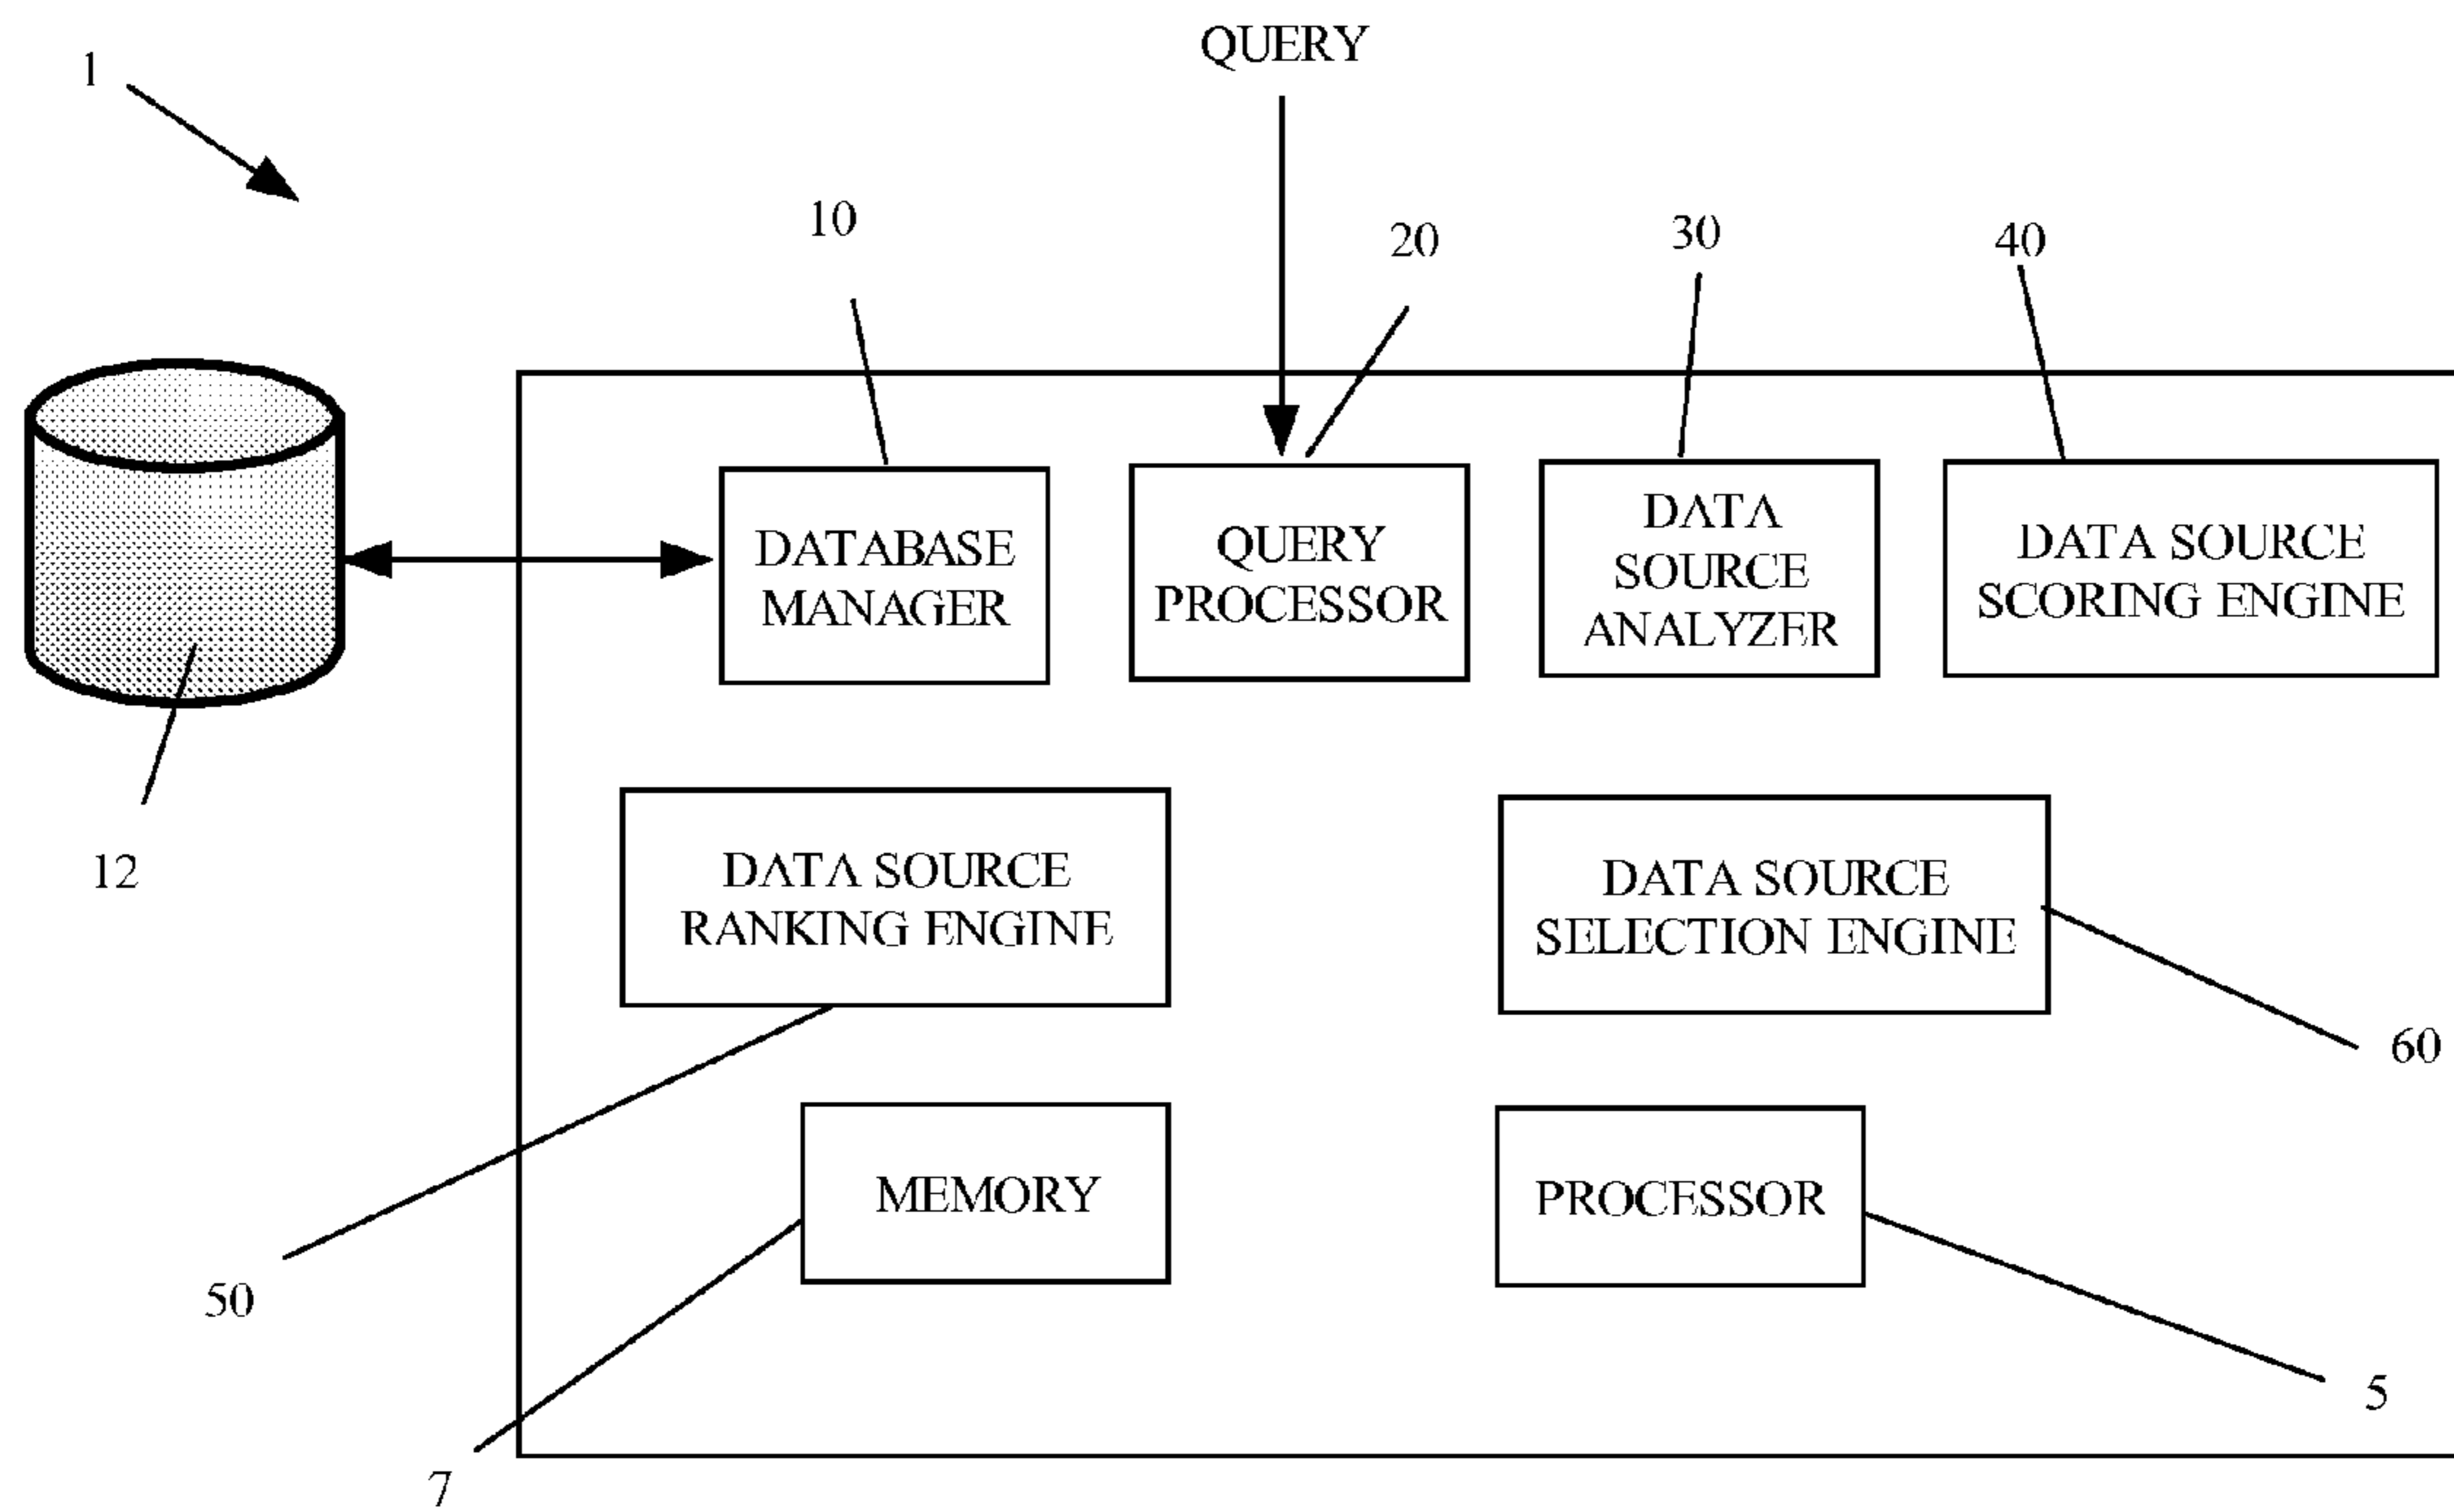 QUERY
1
10
20
30
40
DATABASE
MANAGER
QUERY
PROCESSOR
DATA
SOURCE
ANALYZER
DATA SOURCE
SCORING ENGINE
12
DATA SOURCE
RANKING ENGINE
DATA SOURCE
SELECTION ENGINE
60
MEMORY
PROCESSOR
50
5
7